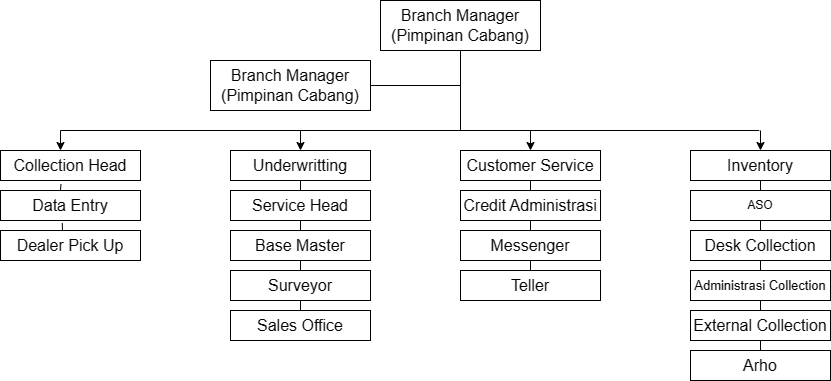 Branch Manager
(Pimpinan Cabang)
Branch Manager
(Pimpinan Cabang)
Collection Head
Data Entry
Dealer Pick Up
Underwritting
Service Head
Base Master
Surveyor
Sales Office
Customer Service
Credit Administrasi
Messenger
Teller
Inventory
ASO
Desk Collection
Administrasi Collection
External Collection
Arho